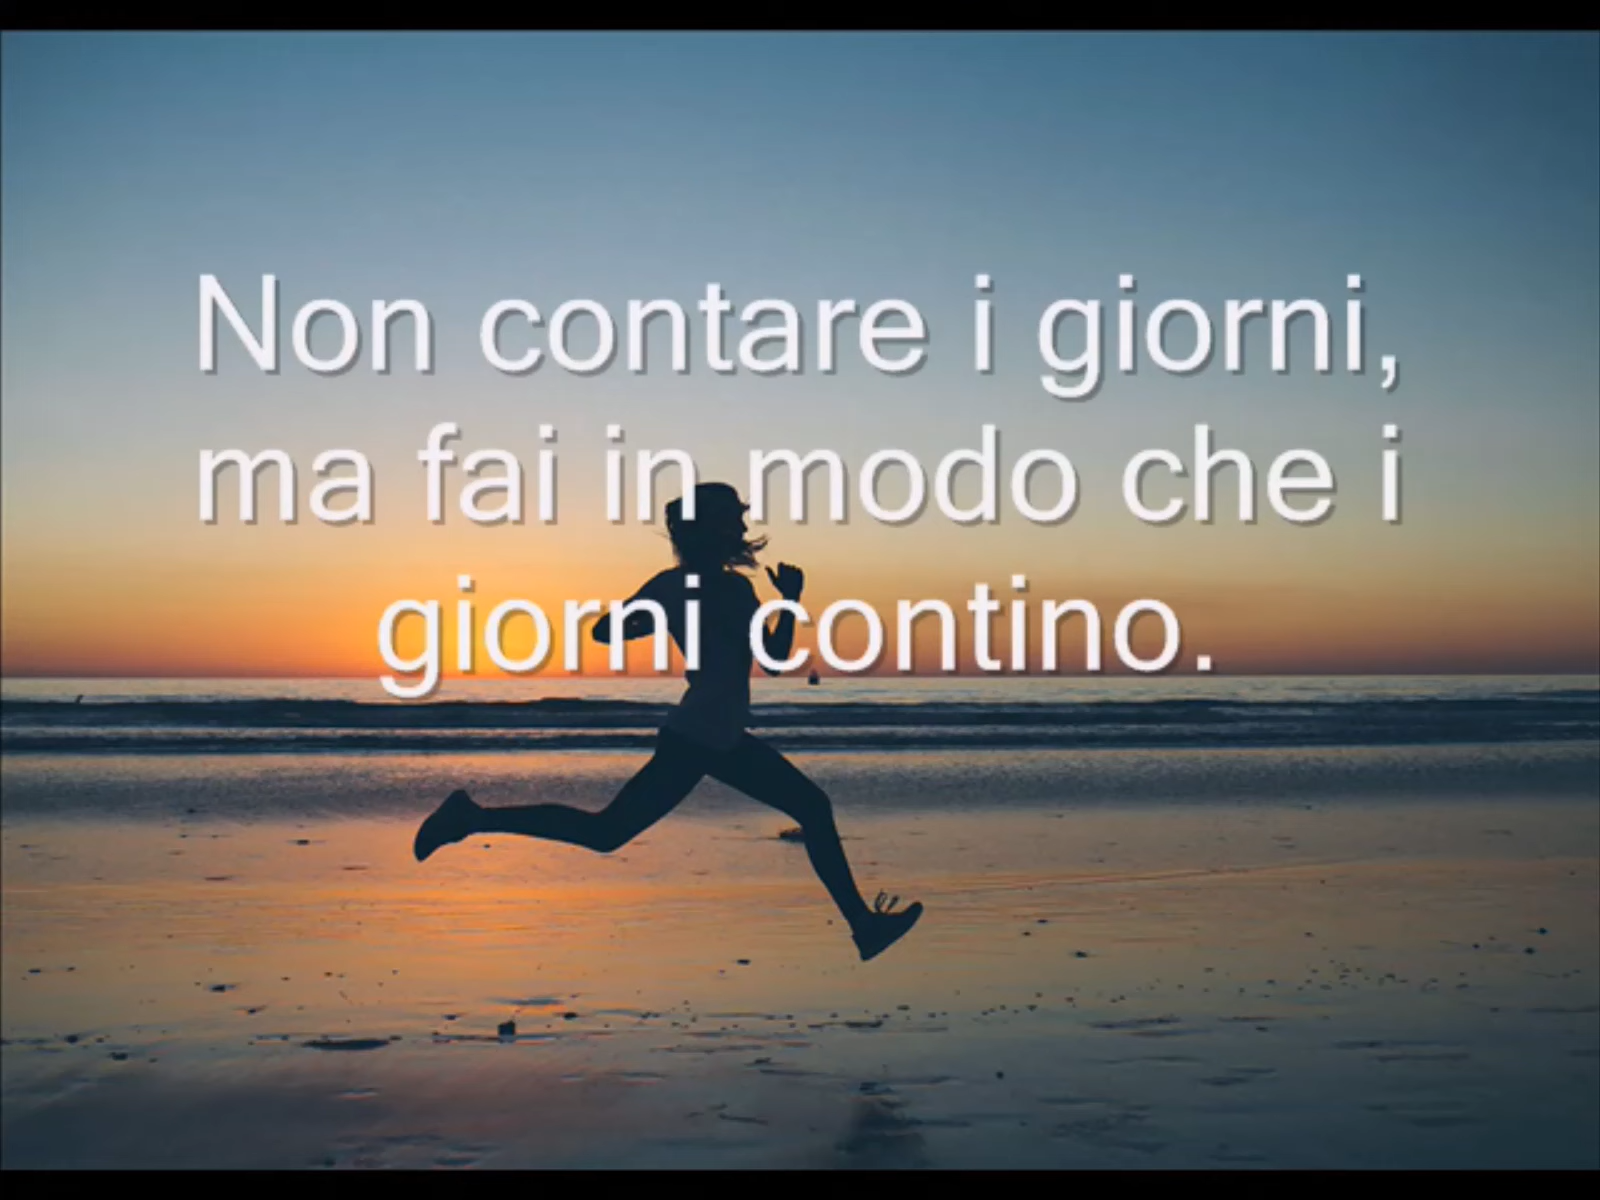 Non contare i giorni,
ma fai in modo che i
giorni contino.